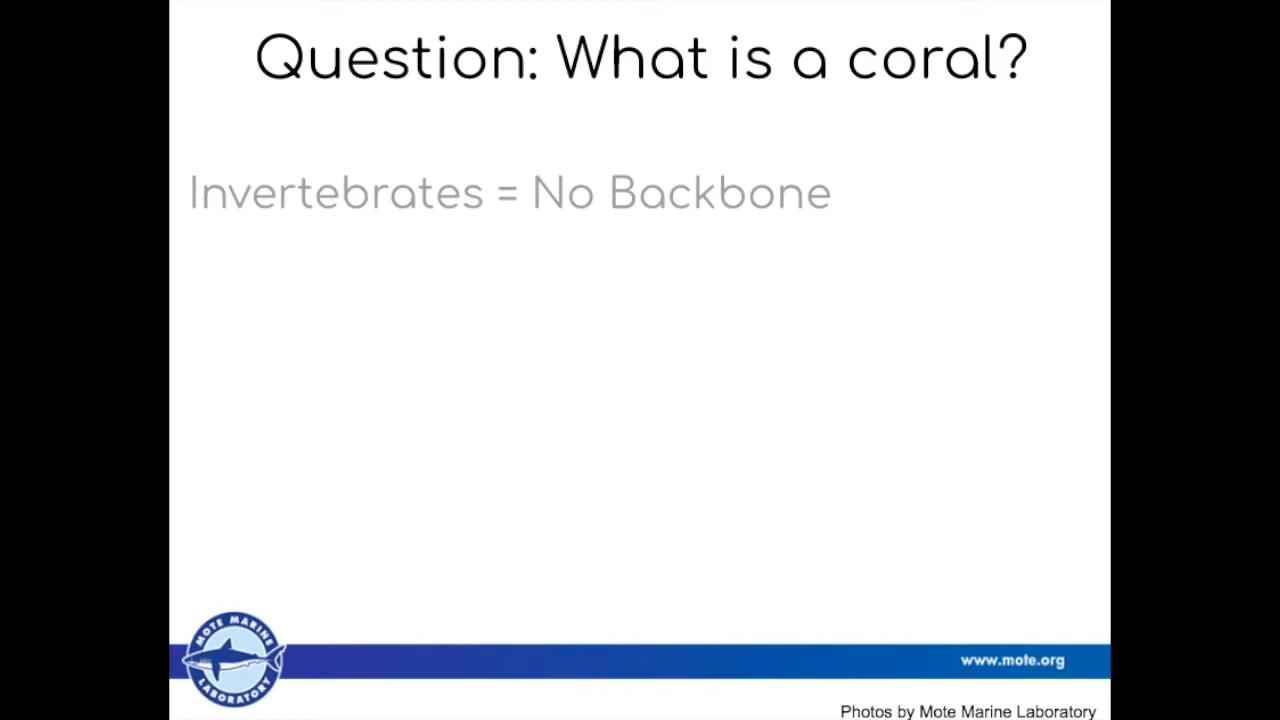 Question: What is a coral?
Invertebrates = No Backbone
MOTE MARINE
LABORATORY
www.mote.org
Photos by Mote Marine Laboratory